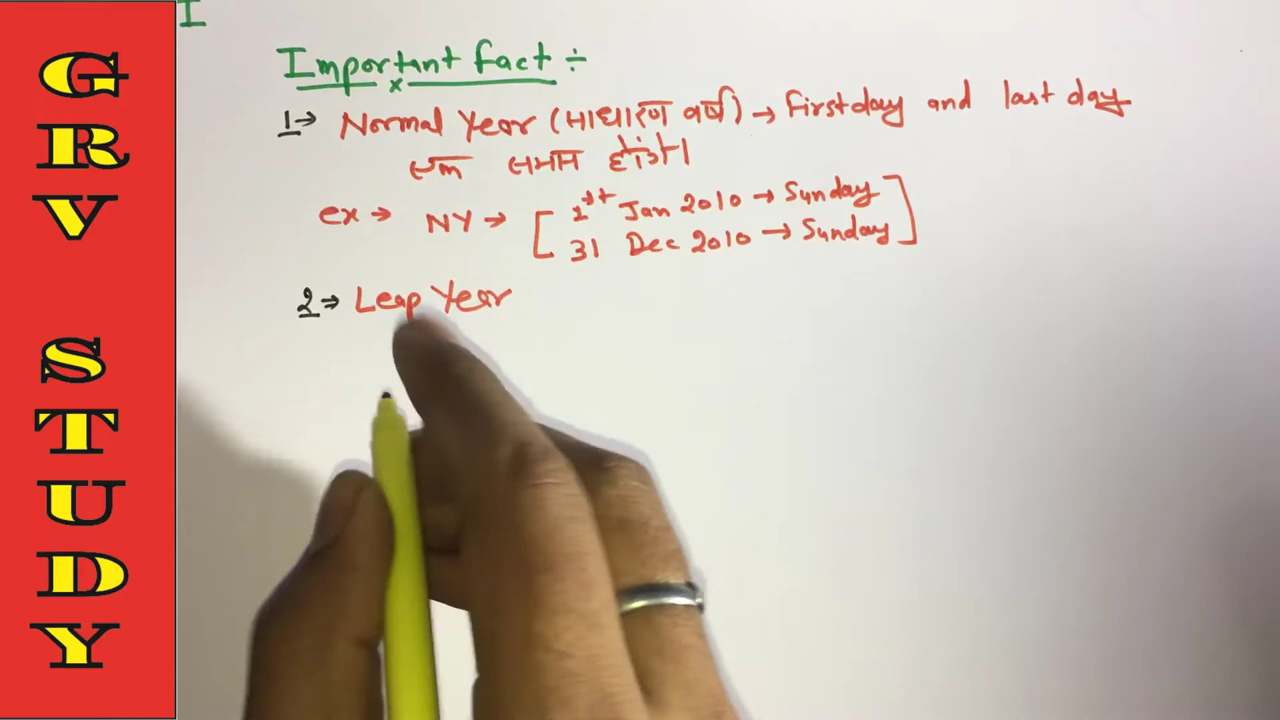 GRV STUDY
I
Important fact ÷
1→ Normal Year (साधारण वर्ष) → First day and last day
समान होगा।
ex → NY → [ 1st Jan 2010 → Sunday
31 Dec 2010 → Sunday ]
2⇒ Leap Year